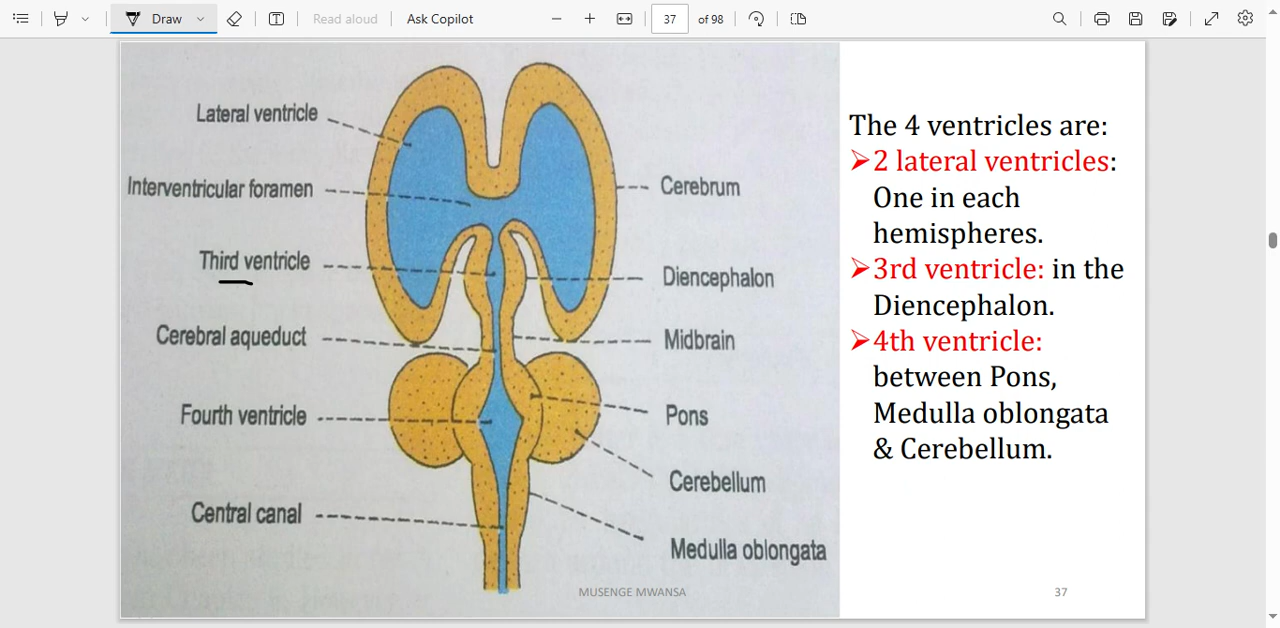 Draw
Read aloud
Ask Copilot
37
of 98
Lateral ventricle
Interventricular foramen
Third ventricle
Cerebral aqueduct
Fourth ventricle
Central canal
Cerebrum
Diencephalon
Midbrain
Pons
Cerebellum
Medulla oblongata
The 4 ventricles are:
➢2 lateral ventricles:
One in each
hemispheres.
➢3rd ventricle: in the
Diencephalon.
➢4th ventricle:
between Pons,
Medulla oblongata
& Cerebellum.
MUSENGE MWANSA
37